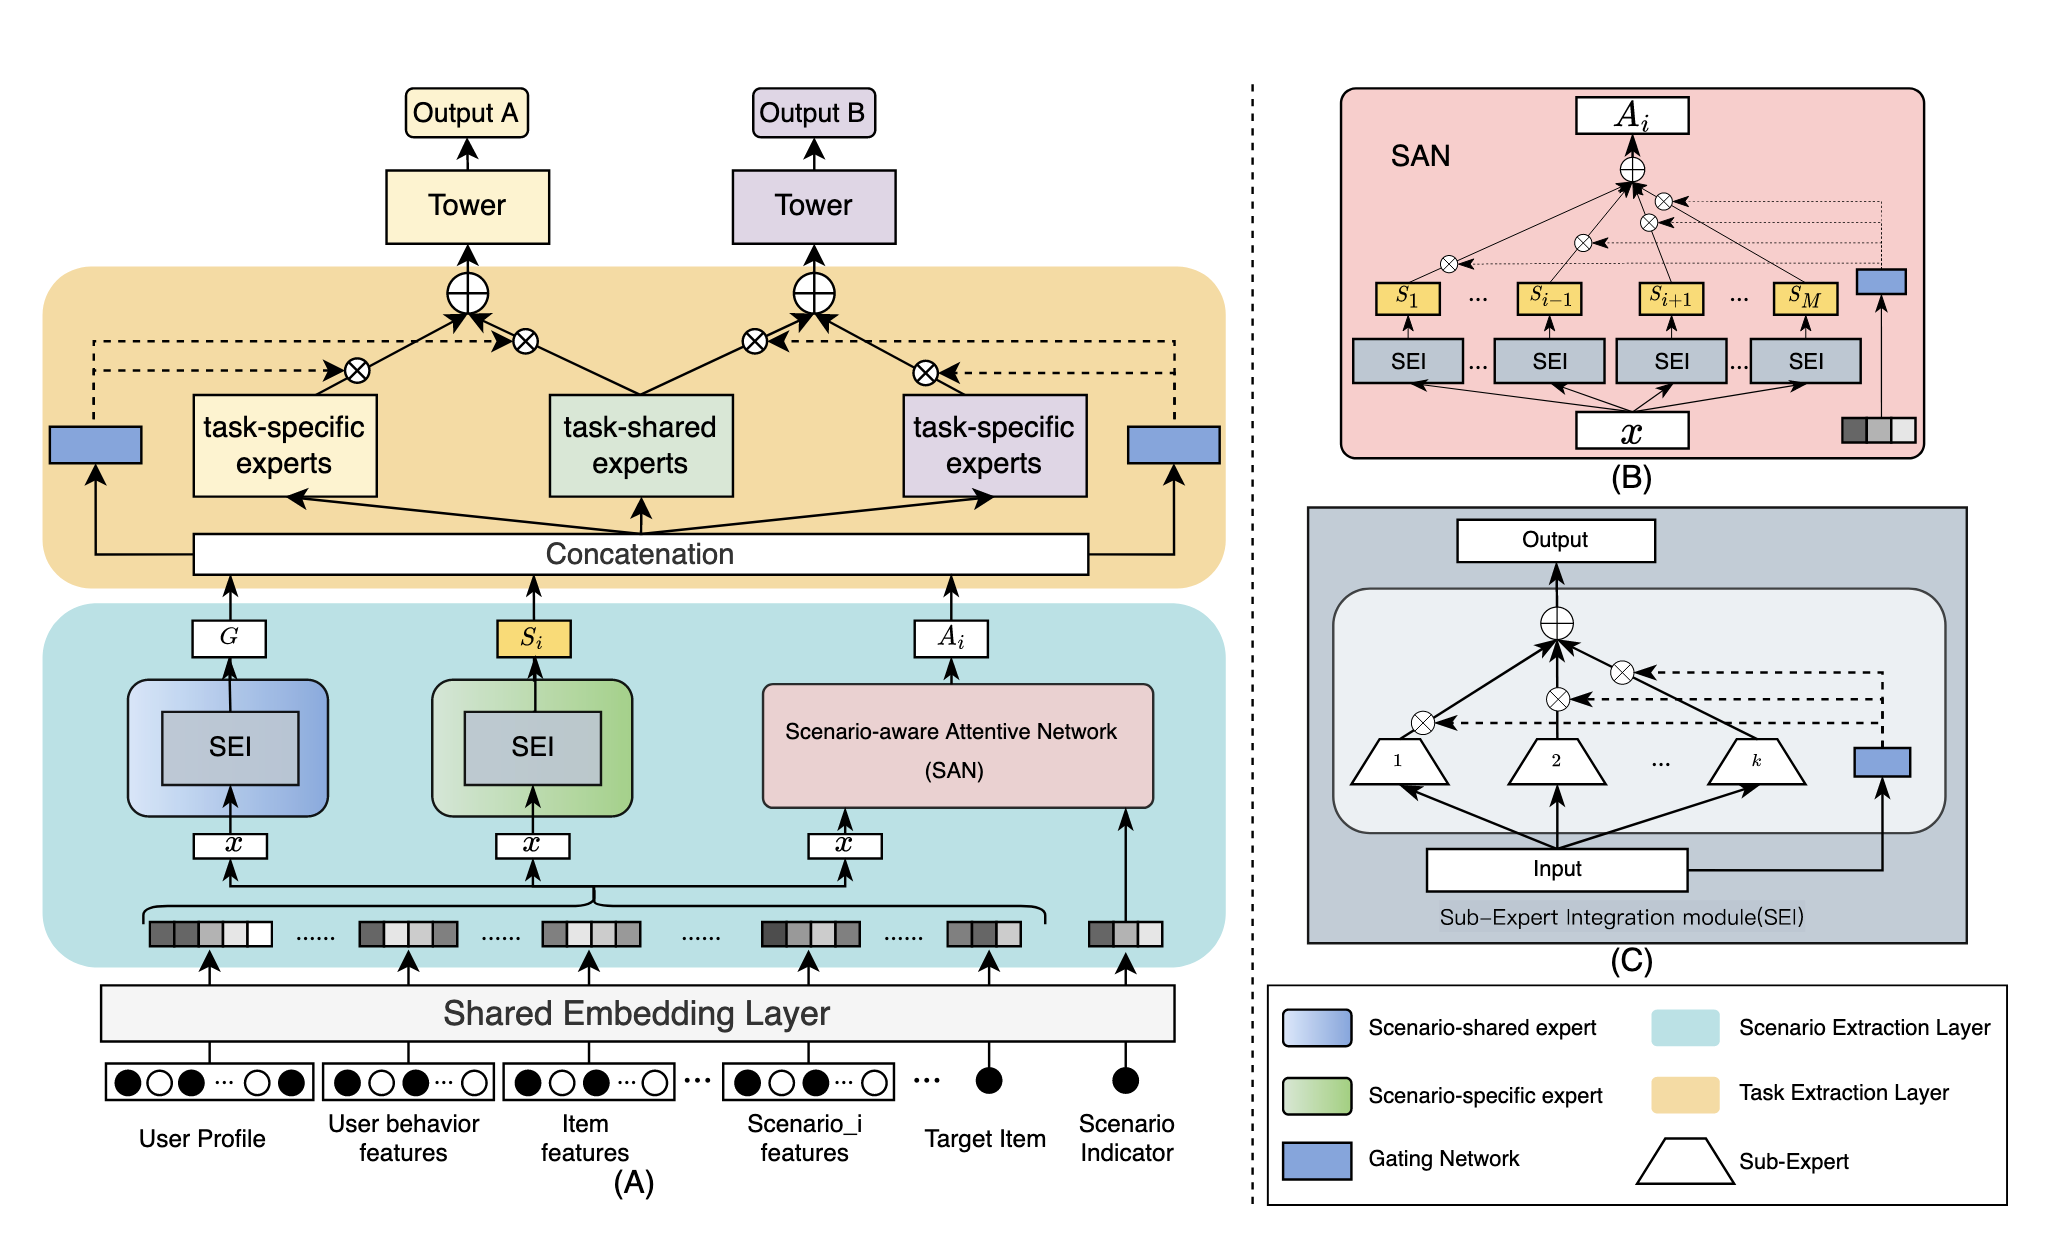 Output A
Output B
Tower
Tower
task-specific
experts
task-shared
experts
task-specific
experts
Concatenation
G
S_i
A_i
SEI
SEI
Scenario-aware Attentive Network
(SAN)
x
x
x
...... ...... ...... ......
Shared Embedding Layer
... ... ... ... ... ...
User Profile
User behavior
features
Item
features
Scenario_i
features
Target Item
Scenario
Indicator
(A)
A_i
SAN
S_1 ... S_{i-1} S_{i+1} ... S_M
SEI ... SEI SEI ... SEI
x
(B)
Output
1 2 ... k
Input
Sub-Expert Integration module(SEI)
(C)
Scenario-shared expert
Scenario Extraction Layer
Scenario-specific expert
Task Extraction Layer
Gating Network
Sub-Expert